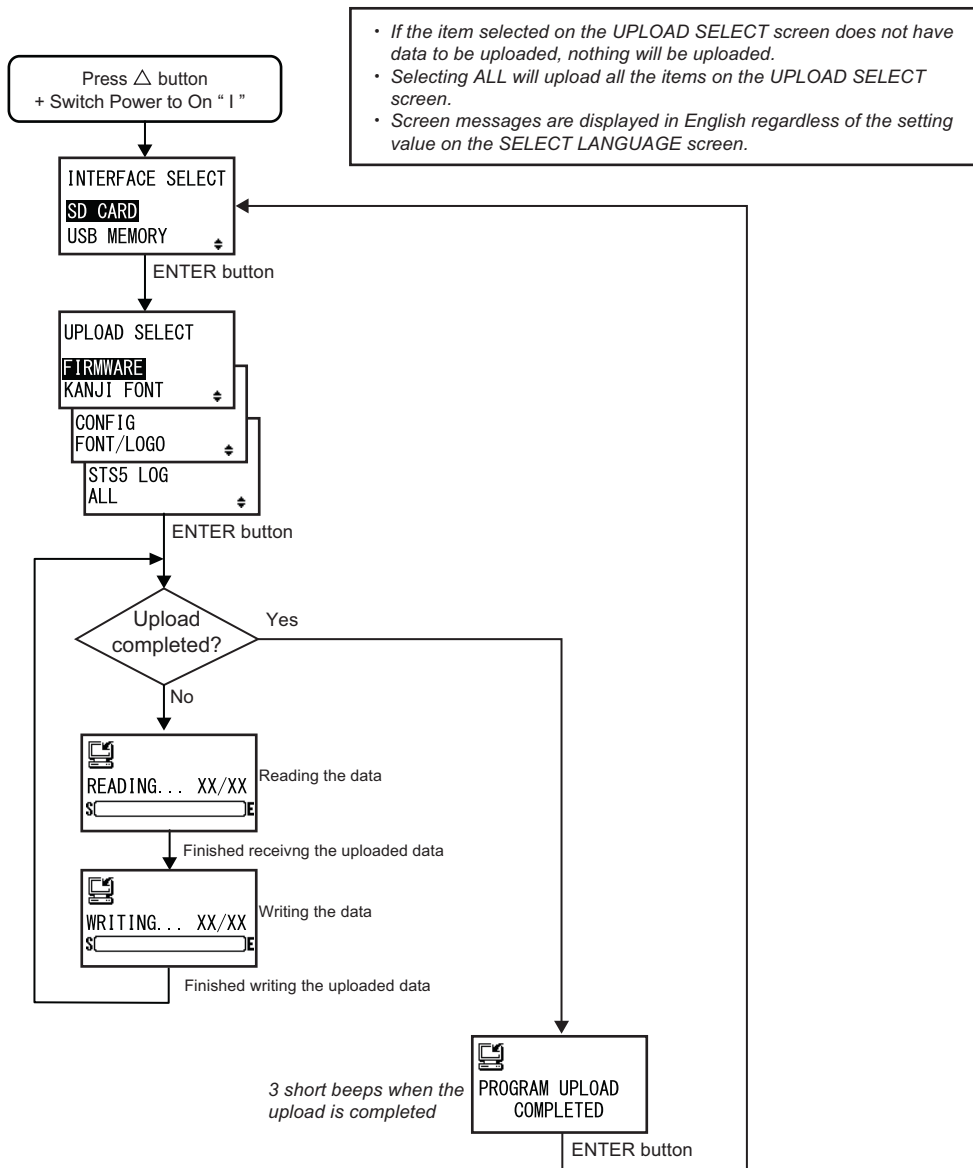 Press △ button
+ Switch Power to On “ I ”
・ If the item selected on the UPLOAD SELECT screen does not have
data to be uploaded, nothing will be uploaded.
・ Selecting ALL will upload all the items on the UPLOAD SELECT
screen.
・ Screen messages are displayed in English regardless of the setting
value on the SELECT LANGUAGE screen.
INTERFACE SELECT
SD CARD
USB MEMORY
ENTER button
UPLOAD SELECT
FIRMWARE
KANJI FONT
CONFIG
FONT/LOGO
STS5 LOG
ALL
ENTER button
Upload
completed?
Yes
No
READING... XX/XX
S E
Reading the data
Finished receivng the uploaded data
WRITING... XX/XX
S E
Writing the data
Finished writing the uploaded data
3 short beeps when the
upload is completed
PROGRAM UPLOAD
COMPLETED
ENTER button